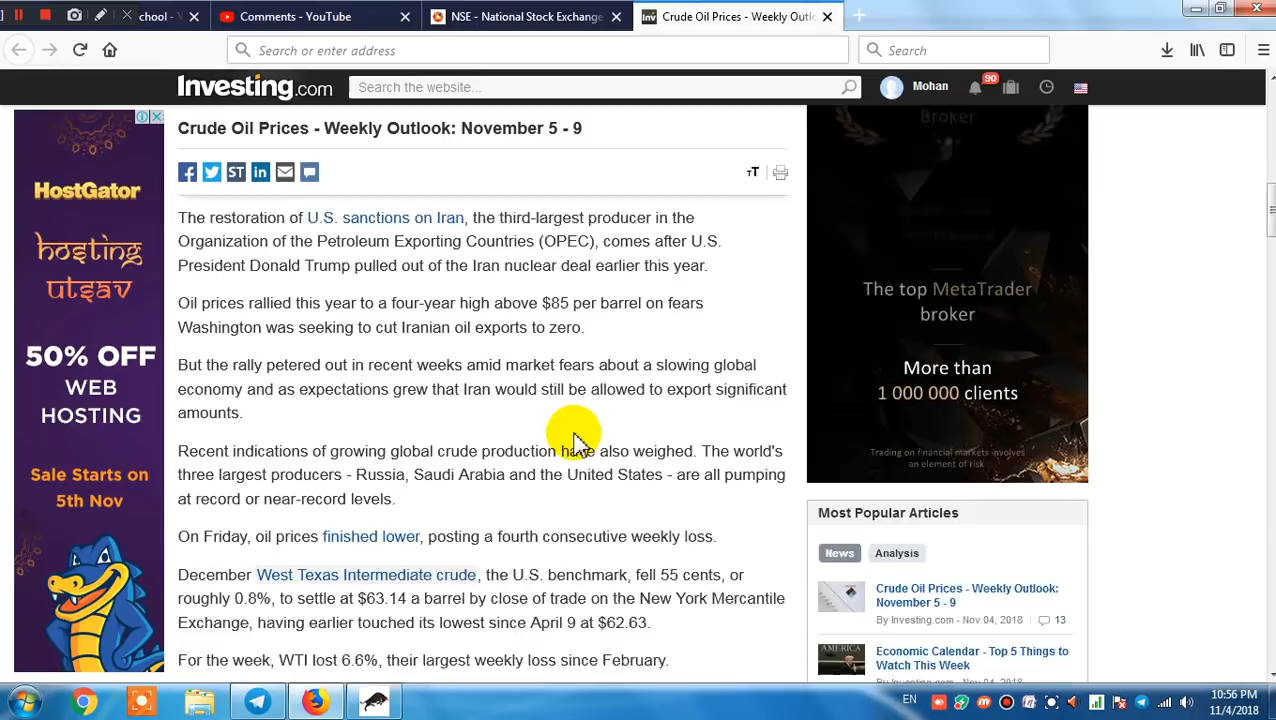 chool -
Comments - YouTube
NSE - National Stock Exchange
Crude Oil Prices - Weekly Outlo
Search or enter address
Search
Investing.com
Search the website...
Mohan
90
Crude Oil Prices - Weekly Outlook: November 5 - 9
The restoration of U.S. sanctions on Iran, the third-largest producer in the
Organization of the Petroleum Exporting Countries (OPEC), comes after U.S.
President Donald Trump pulled out of the Iran nuclear deal earlier this year.
Oil prices rallied this year to a four-year high above $85 per barrel on fears
Washington was seeking to cut Iranian oil exports to zero.
But the rally petered out in recent weeks amid market fears about a slowing global
economy and as expectations grew that Iran would still be allowed to export significant
amounts.
Recent indications of growing global crude production have also weighed. The world's
three largest producers - Russia, Saudi Arabia and the United States - are all pumping
at record or near-record levels.
On Friday, oil prices finished lower, posting a fourth consecutive weekly loss.
December West Texas Intermediate crude, the U.S. benchmark, fell 55 cents, or
roughly 0.8%, to settle at $63.14 a barrel by close of trade on the New York Mercantile
Exchange, having earlier touched its lowest since April 9 at $62.63.
For the week, WTI lost 6.6%, their largest weekly loss since February.
HostGator
hosting
utsav
50% OFF
WEB
HOSTING
Sale Starts on
5th Nov
Broker
The top MetaTrader
broker
More than
1 000 000 clients
Trading on financial markets involves
an element of risk
Most Popular Articles
News
Analysis
Crude Oil Prices - Weekly Outlook:
November 5 - 9
By Investing.com - Nov 04, 2018
13
Economic Calendar - Top 5 Things to
Watch This Week
By Investing.com - Nov 04, 2018
EN
10:56 PM
11/4/2018